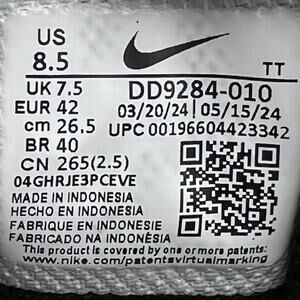 US
8.5
TT
UK 7.5
DD9284-010
EUR 42
03/20/24 | 05/15/24
cm 26.5
UPC 00196604423342
BR 40
CN 265(2.5)
04GHRJE3PCEVE
MADE IN INDONESIA
HECHO EN INDONESIA
FABRIQUE EN INDONESIE
FABRICADO NA INDONÉSIA
This product is covered by one or more patents:
www.nike.com/patentsvirtualmarking